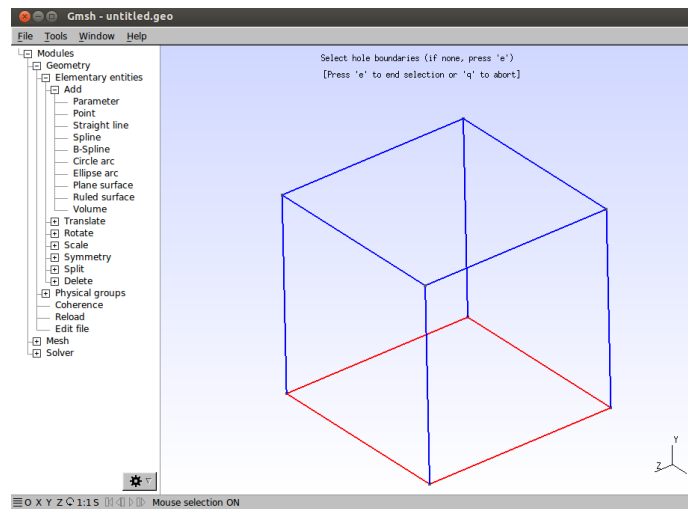 Gmsh - untitled.geo
File Tools Window Help
Modules
Geometry
Elementary entities
Add
Parameter
Point
Straight line
Spline
B-Spline
Circle arc
Ellipse arc
Plane surface
Ruled surface
Volume
Translate
Rotate
Scale
Symmetry
Split
Delete
Physical groups
Coherence
Reload
Edit file
Mesh
Solver
Select hole boundaries (if none, press 'e')
[Press 'e' to end selection or 'q' to abort]
Y
Z
O X Y Z 1:1 S Mouse selection ON